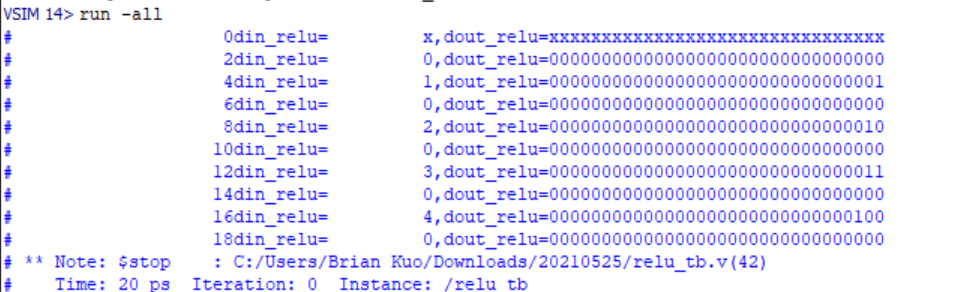 VSIM 14> run -all
# 0din_relu= x,dout_relu=xxxxxxxxxxxxxxxxxxxxxxxxxxxxxxxx
# 2din_relu= 0,dout_relu=00000000000000000000000000000000
# 4din_relu= 1,dout_relu=00000000000000000000000000000001
# 6din_relu= 0,dout_relu=00000000000000000000000000000000
# 8din_relu= 2,dout_relu=00000000000000000000000000000010
# 10din_relu= 0,dout_relu=00000000000000000000000000000000
# 12din_relu= 3,dout_relu=00000000000000000000000000000011
# 14din_relu= 0,dout_relu=00000000000000000000000000000000
# 16din_relu= 4,dout_relu=00000000000000000000000000000100
# 18din_relu= 0,dout_relu=00000000000000000000000000000000
# ** Note: $stop : C:/Users/Brian Kuo/Downloads/20210525/relu_tb.v(42)
# Time: 20 ps Iteration: 0 Instance: /relu_tb